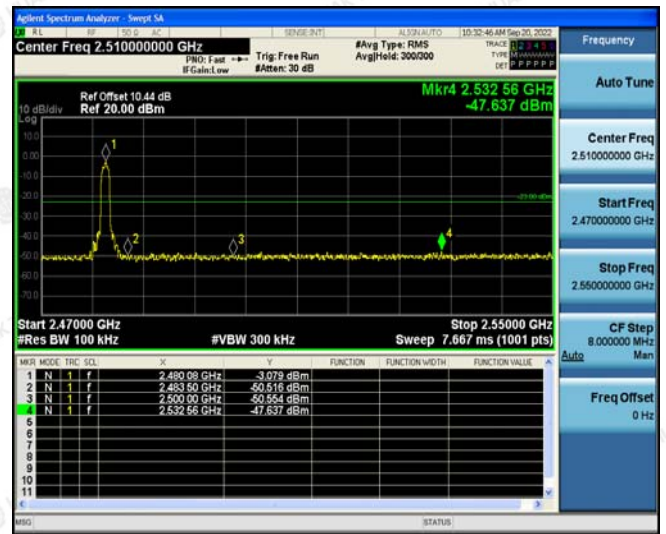 Agilent Spectrum Analyzer - Swept SA
RL RF 50 Ω AC SENSE:INT ALIGN AUTO 10:32:46 AM Sep 20, 2022
Center Freq 2.510000000 GHz
PNO: Fast
IFGain:Low
Trig: Free Run
#Atten: 30 dB
#Avg Type: RMS
Avg|Hold: 300/300
TRACE 1 2 3 4 5 6
TYPE
DET P P P P P P
Ref Offset 10.44 dB
10 dB/div Ref 20.00 dBm
Log
Mkr4 2.532 56 GHz
-47.637 dBm
10.0
0.00
-10.0
-20.0
-30.0
-40.0
-50.0
-60.0
-70.0
1
2
3
4
-23.08 dBm
Start 2.47000 GHz Stop 2.55000 GHz
#Res BW 100 kHz #VBW 300 kHz Sweep 7.667 ms (1001 pts)
MKR MODE TRC SCL X Y FUNCTION FUNCTION WIDTH FUNCTION VALUE
1 N 1 f 2.480 08 GHz -3.079 dBm
2 N 1 f 2.483 50 GHz -50.516 dBm
3 N 1 f 2.500 00 GHz -50.554 dBm
4 N 1 f 2.532 56 GHz -47.637 dBm
5
6
7
8
9
10
11
MSG STATUS
Frequency
Auto Tune
Center Freq
2.510000000 GHz
Start Freq
2.470000000 GHz
Stop Freq
2.550000000 GHz
CF Step
8.000000 MHz
Auto Man
Freq Offset
0 Hz